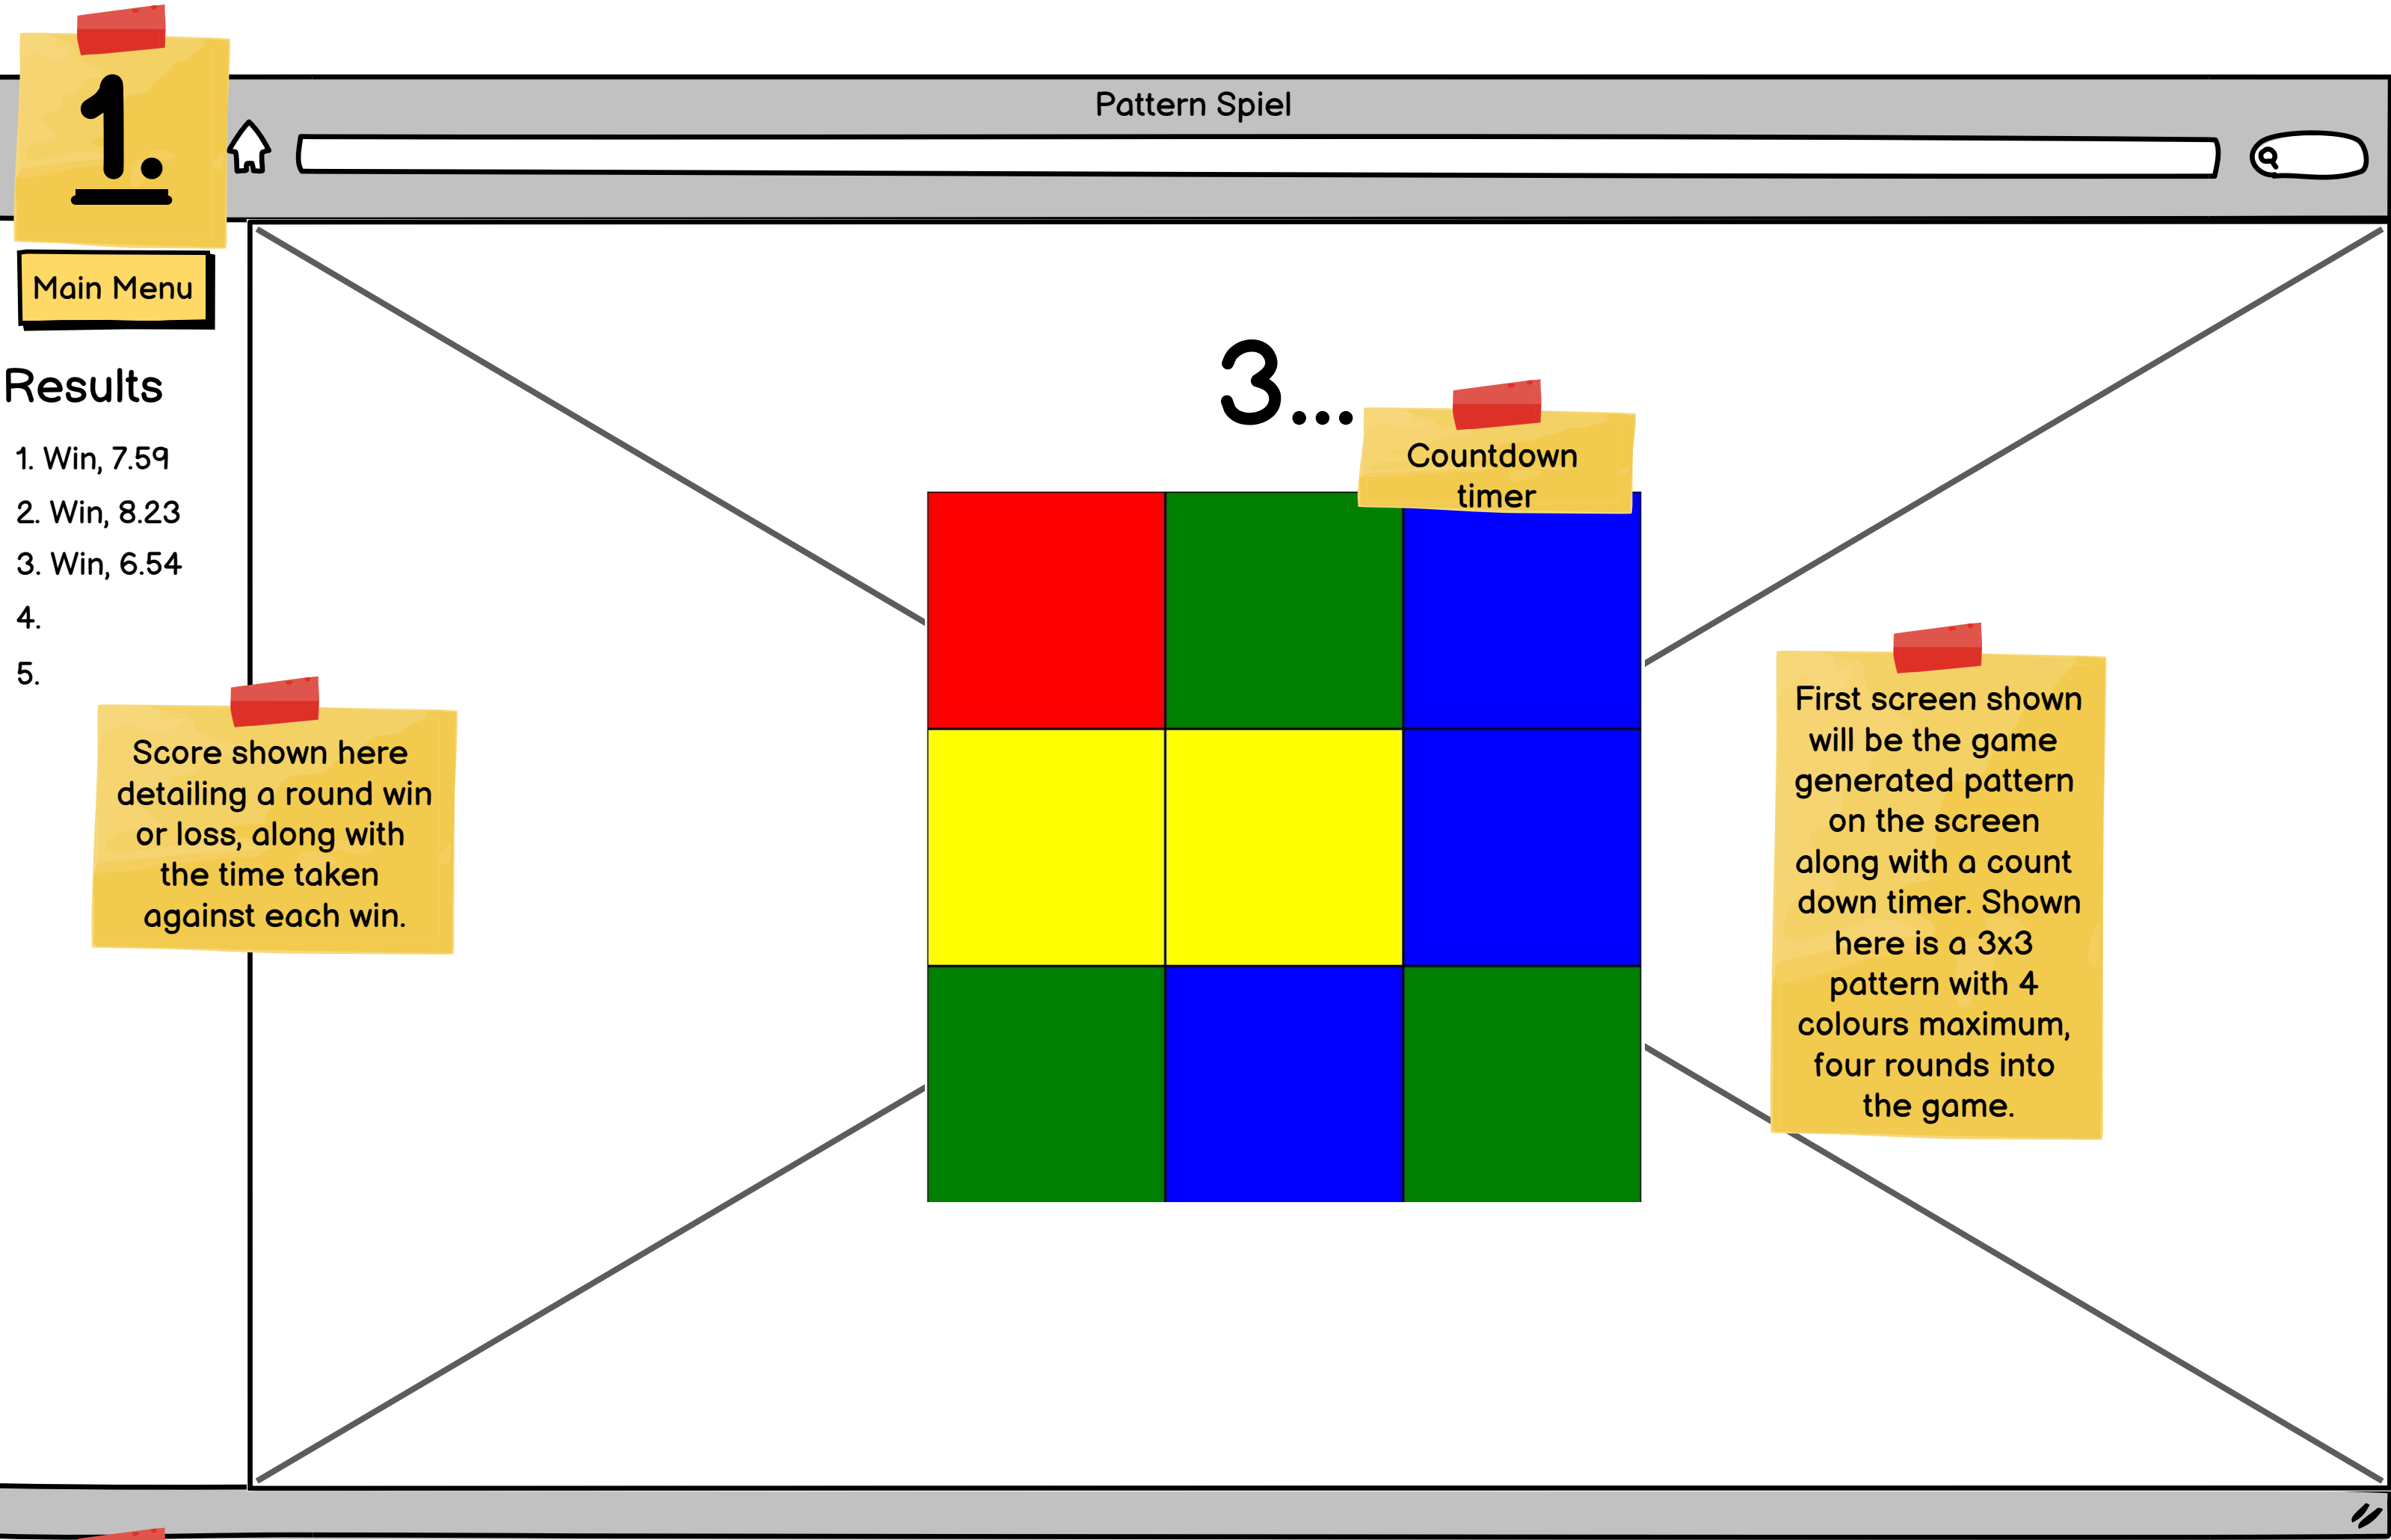 1.
Pattern Spiel
Main Menu
Results
1. Win, 7.59
2. Win, 8.23
3. Win, 6.54
4.
5.
Score shown here
detailing a round win
or loss, along with
the time taken
against each win.
3...
Countdown
timer
First screen shown
will be the game
generated pattern
on the screen
along with a count
down timer. Shown
here is a 3x3
pattern with 4
colours maximum,
four rounds into
the game.